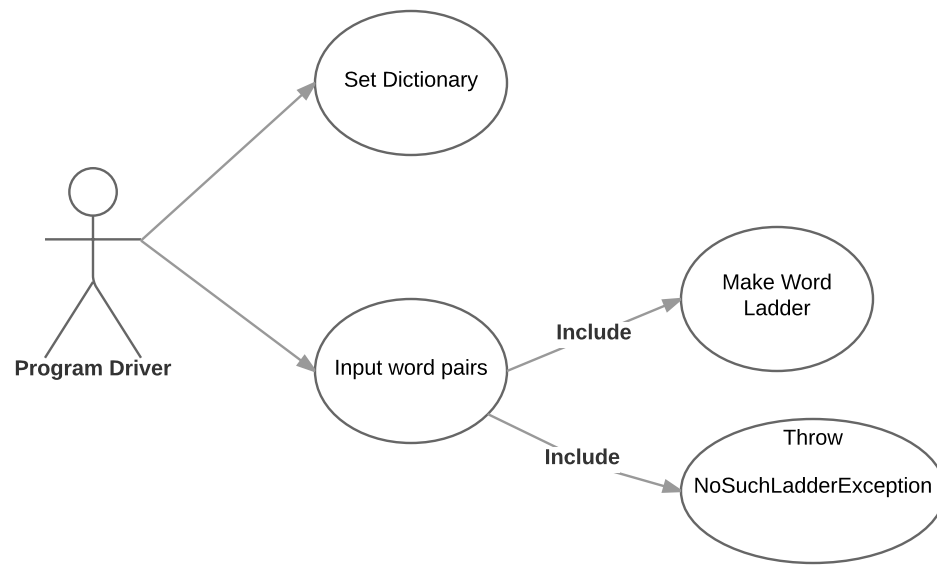 Set Dictionary
Program Driver
Input word pairs
Include
Make Word
Ladder
Include
Throw
NoSuchLadderException